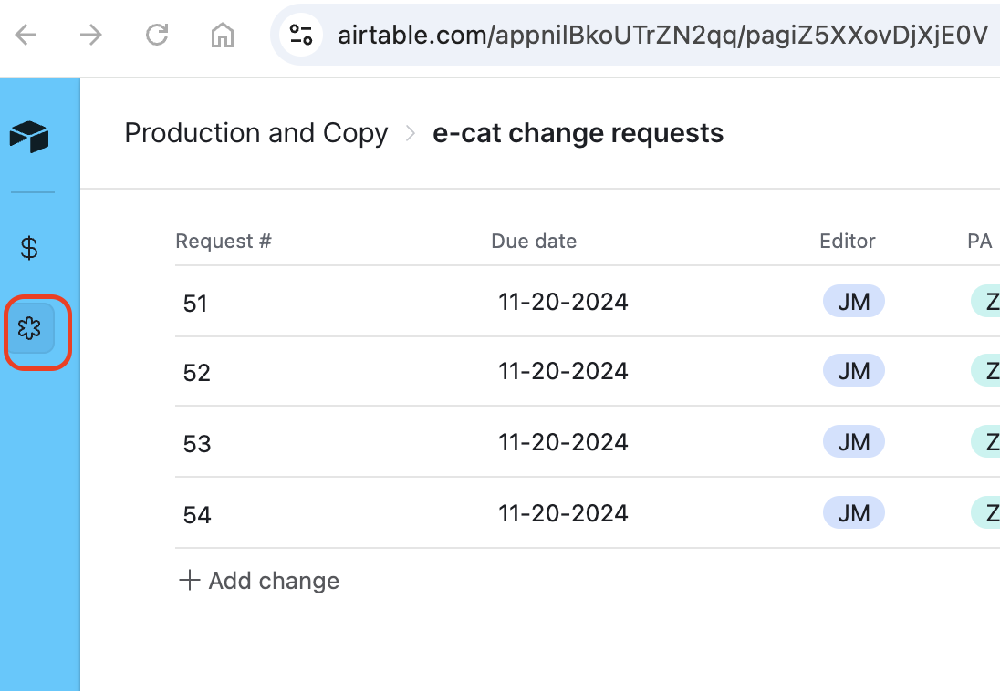 airtable.com/appnilBkoUTrZN2qq/pagiZ5XXovDjXjE0V
Production and Copy > e-cat change requests
$
Request # Due date Editor PA
51 11-20-2024 JM Z
52 11-20-2024 JM Z
53 11-20-2024 JM Z
54 11-20-2024 JM Z
+ Add change